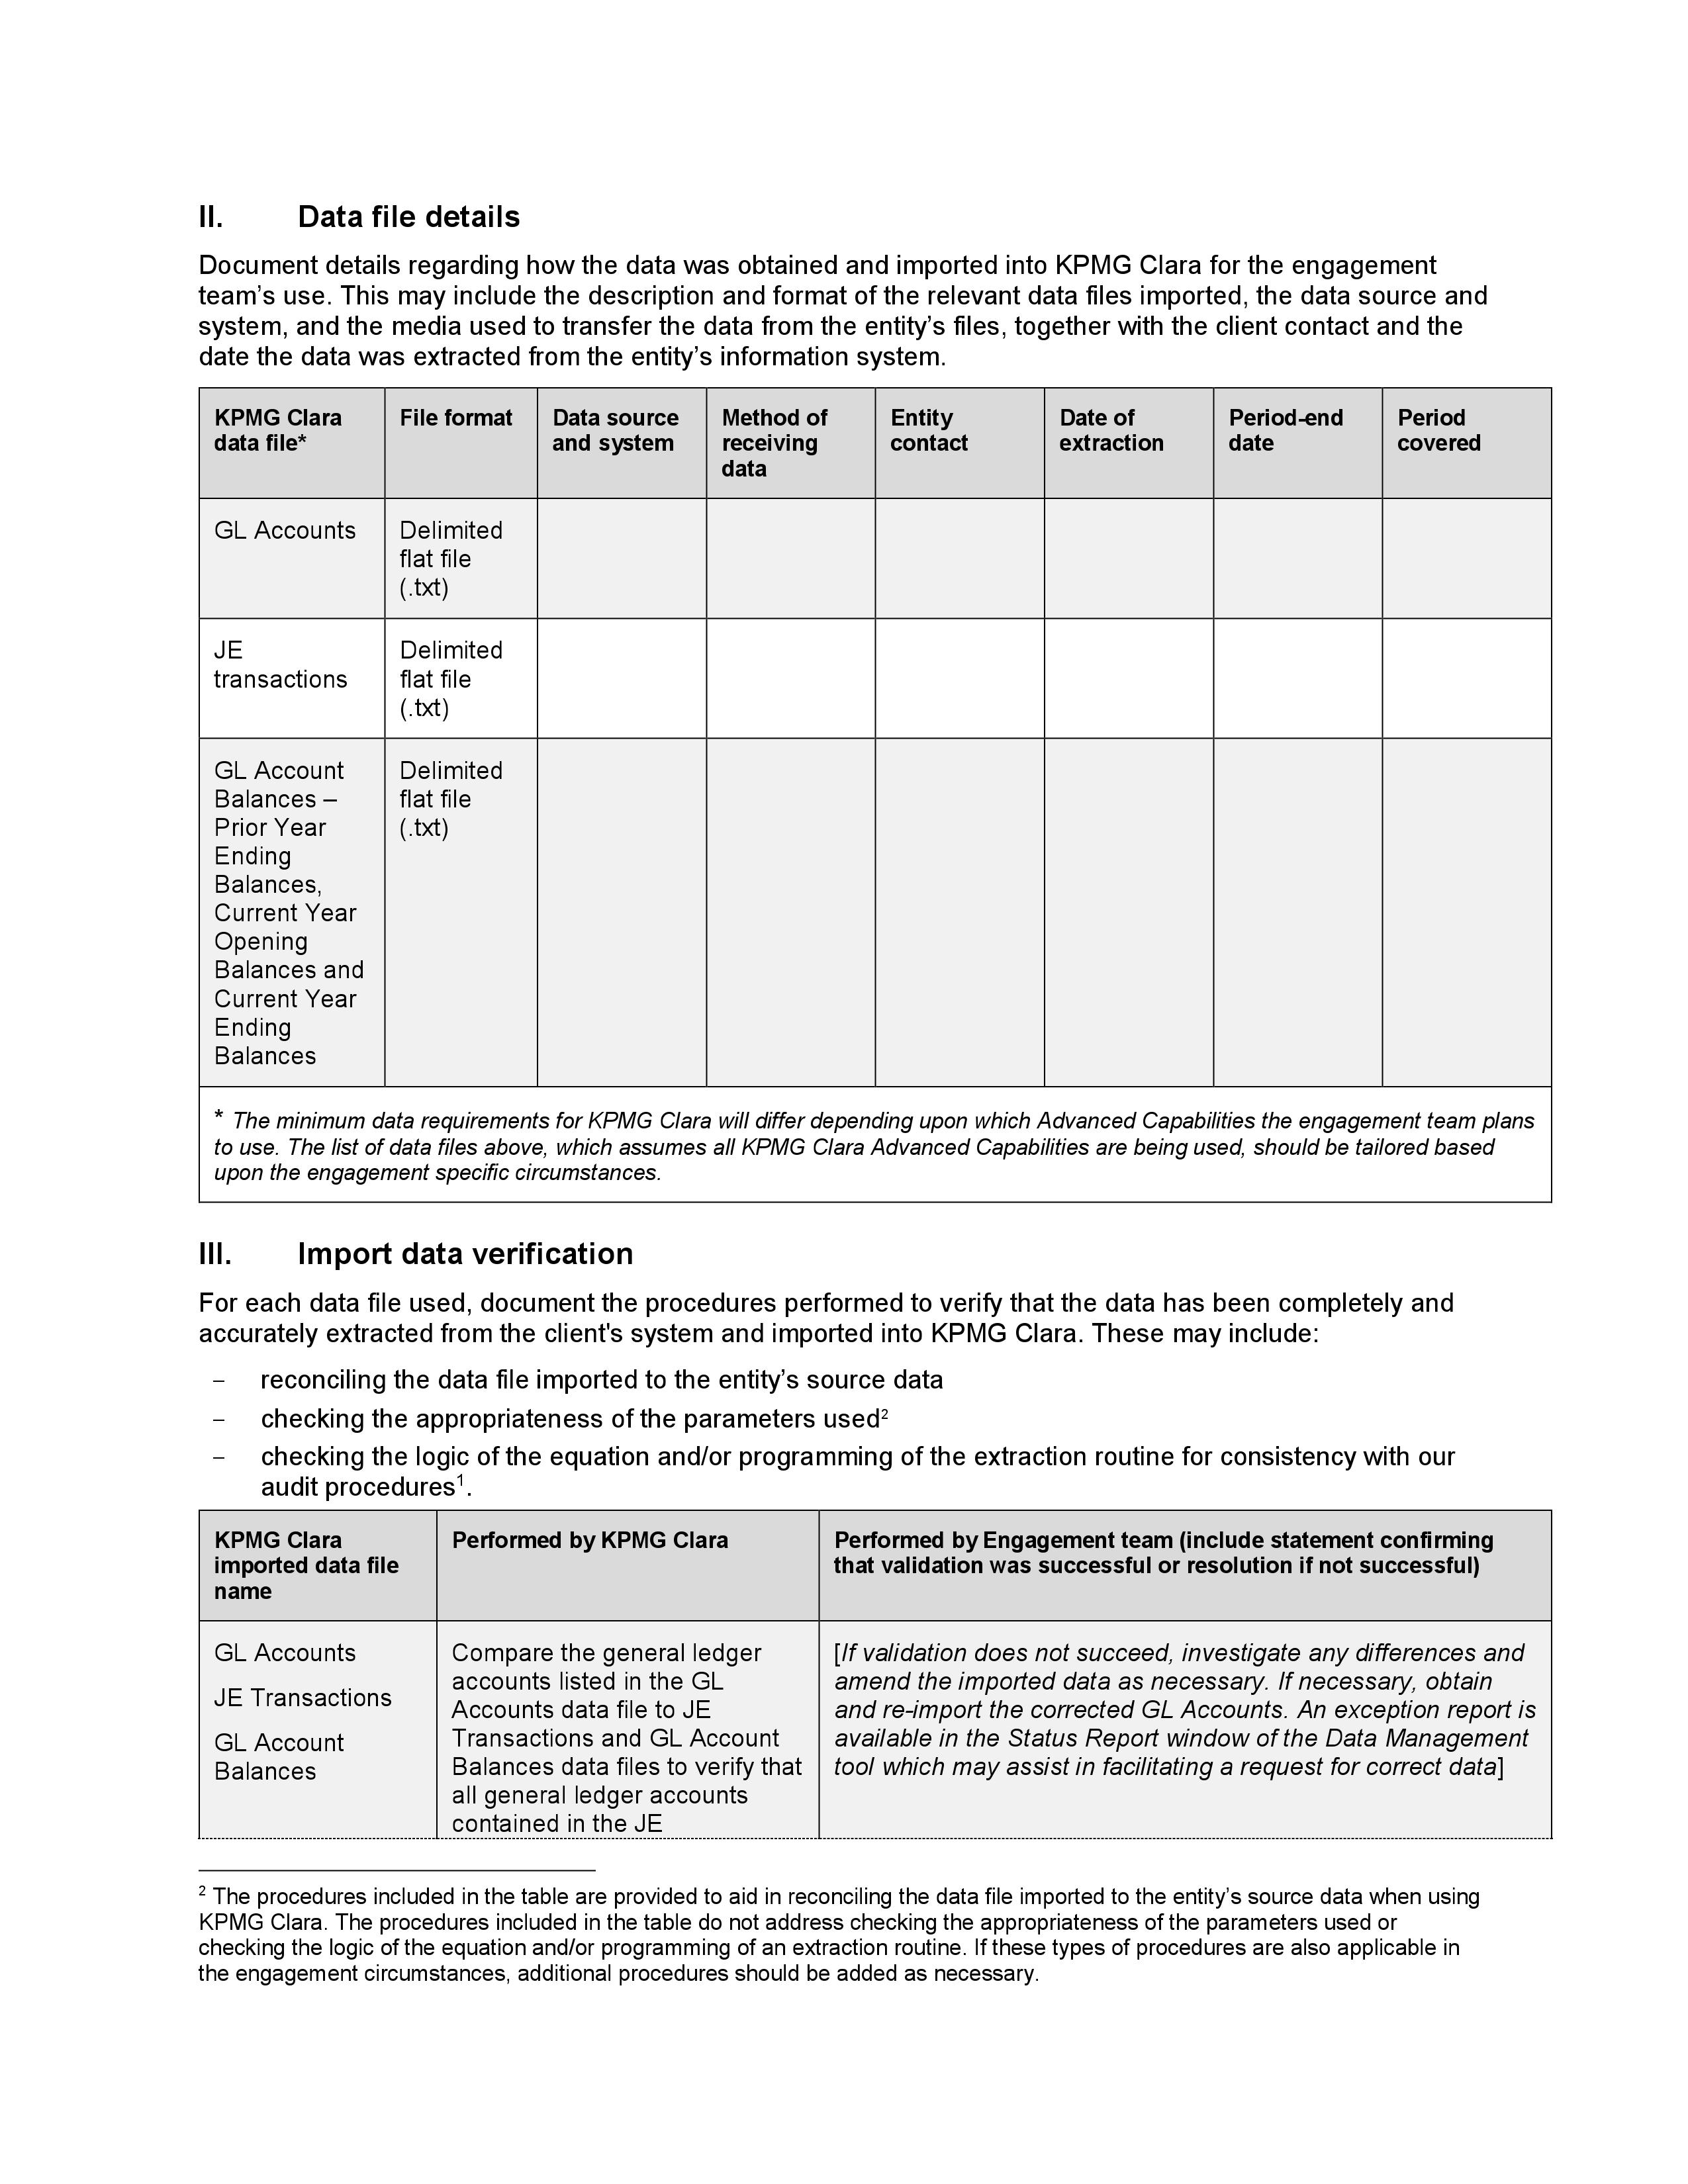 II. Data file details
Document details regarding how the data was obtained and imported into KPMG Clara for the engagement
team’s use. This may include the description and format of the relevant data files imported, the data source and
system, and the media used to transfer the data from the entity’s files, together with the client contact and the
date the data was extracted from the entity’s information system.
KPMG Clara
data file*
File format
Data source
and system
Method of
receiving
data
Entity
contact
Date of
extraction
Period-end
date
Period
covered
GL Accounts
Delimited
flat file
(.txt)
JE
transactions
Delimited
flat file
(.txt)
GL Account
Balances –
Prior Year
Ending
Balances,
Current Year
Opening
Balances and
Current Year
Ending
Balances
Delimited
flat file
(.txt)
* The minimum data requirements for KPMG Clara will differ depending upon which Advanced Capabilities the engagement team plans
to use. The list of data files above, which assumes all KPMG Clara Advanced Capabilities are being used, should be tailored based
upon the engagement specific circumstances.
III. Import data verification
For each data file used, document the procedures performed to verify that the data has been completely and
accurately extracted from the client's system and imported into KPMG Clara. These may include:
– reconciling the data file imported to the entity’s source data
– checking the appropriateness of the parameters used²
– checking the logic of the equation and/or programming of the extraction routine for consistency with our
audit procedures¹.
KPMG Clara
imported data file
name
Performed by KPMG Clara
Performed by Engagement team (include statement confirming
that validation was successful or resolution if not successful)
GL Accounts
JE Transactions
GL Account
Balances
Compare the general ledger
accounts listed in the GL
Accounts data file to JE
Transactions and GL Account
Balances data files to verify that
all general ledger accounts
contained in the JE
[If validation does not succeed, investigate any differences and
amend the imported data as necessary. If necessary, obtain
and re-import the corrected GL Accounts. An exception report is
available in the Status Report window of the Data Management
tool which may assist in facilitating a request for correct data]
² The procedures included in the table are provided to aid in reconciling the data file imported to the entity’s source data when using
KPMG Clara. The procedures included in the table do not address checking the appropriateness of the parameters used or
checking the logic of the equation and/or programming of an extraction routine. If these types of procedures are also applicable in
the engagement circumstances, additional procedures should be added as necessary.